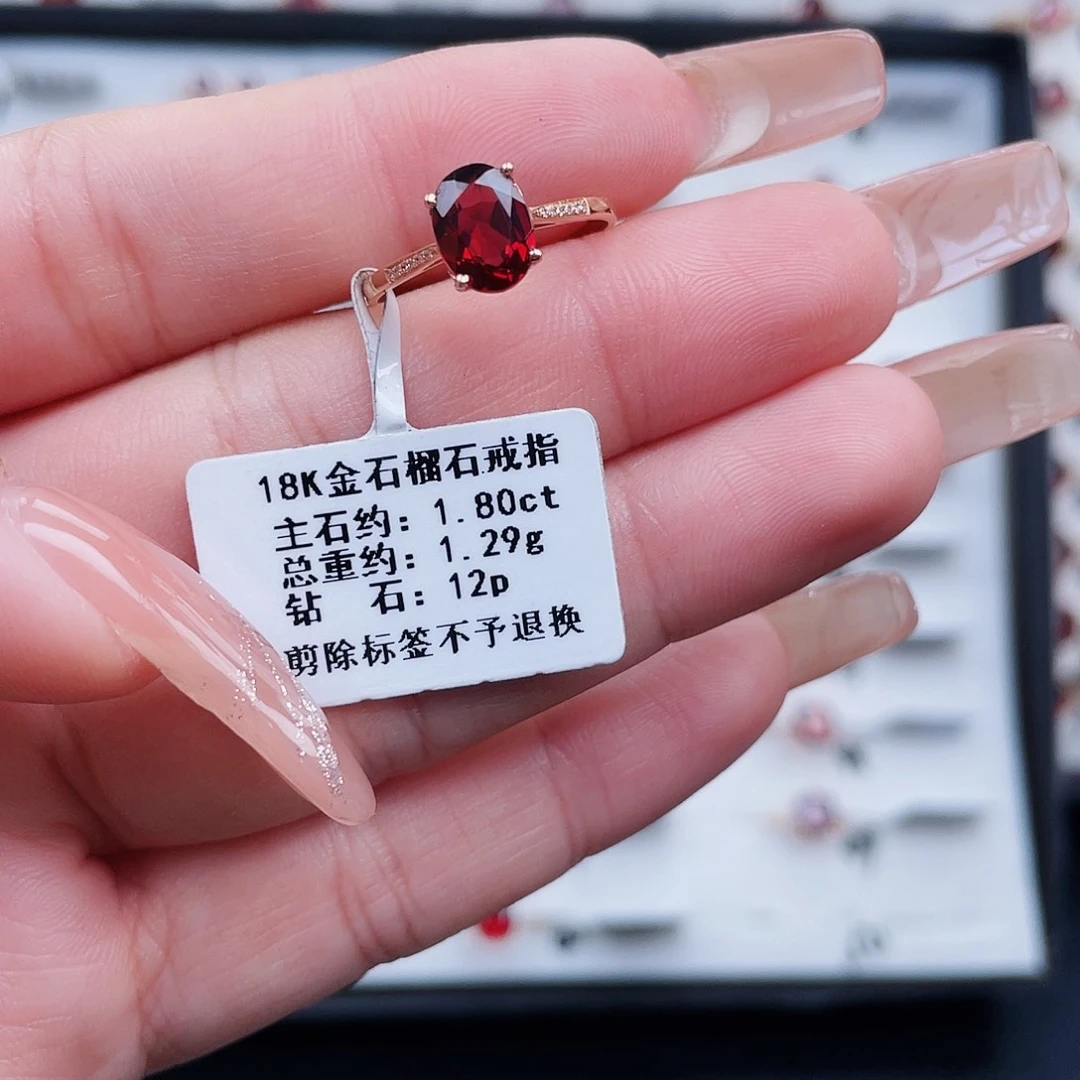 18K金石榴石戒指
主石约：1.80ct
总重约：1.29g
钻 石：12p
剪除标签不予退换